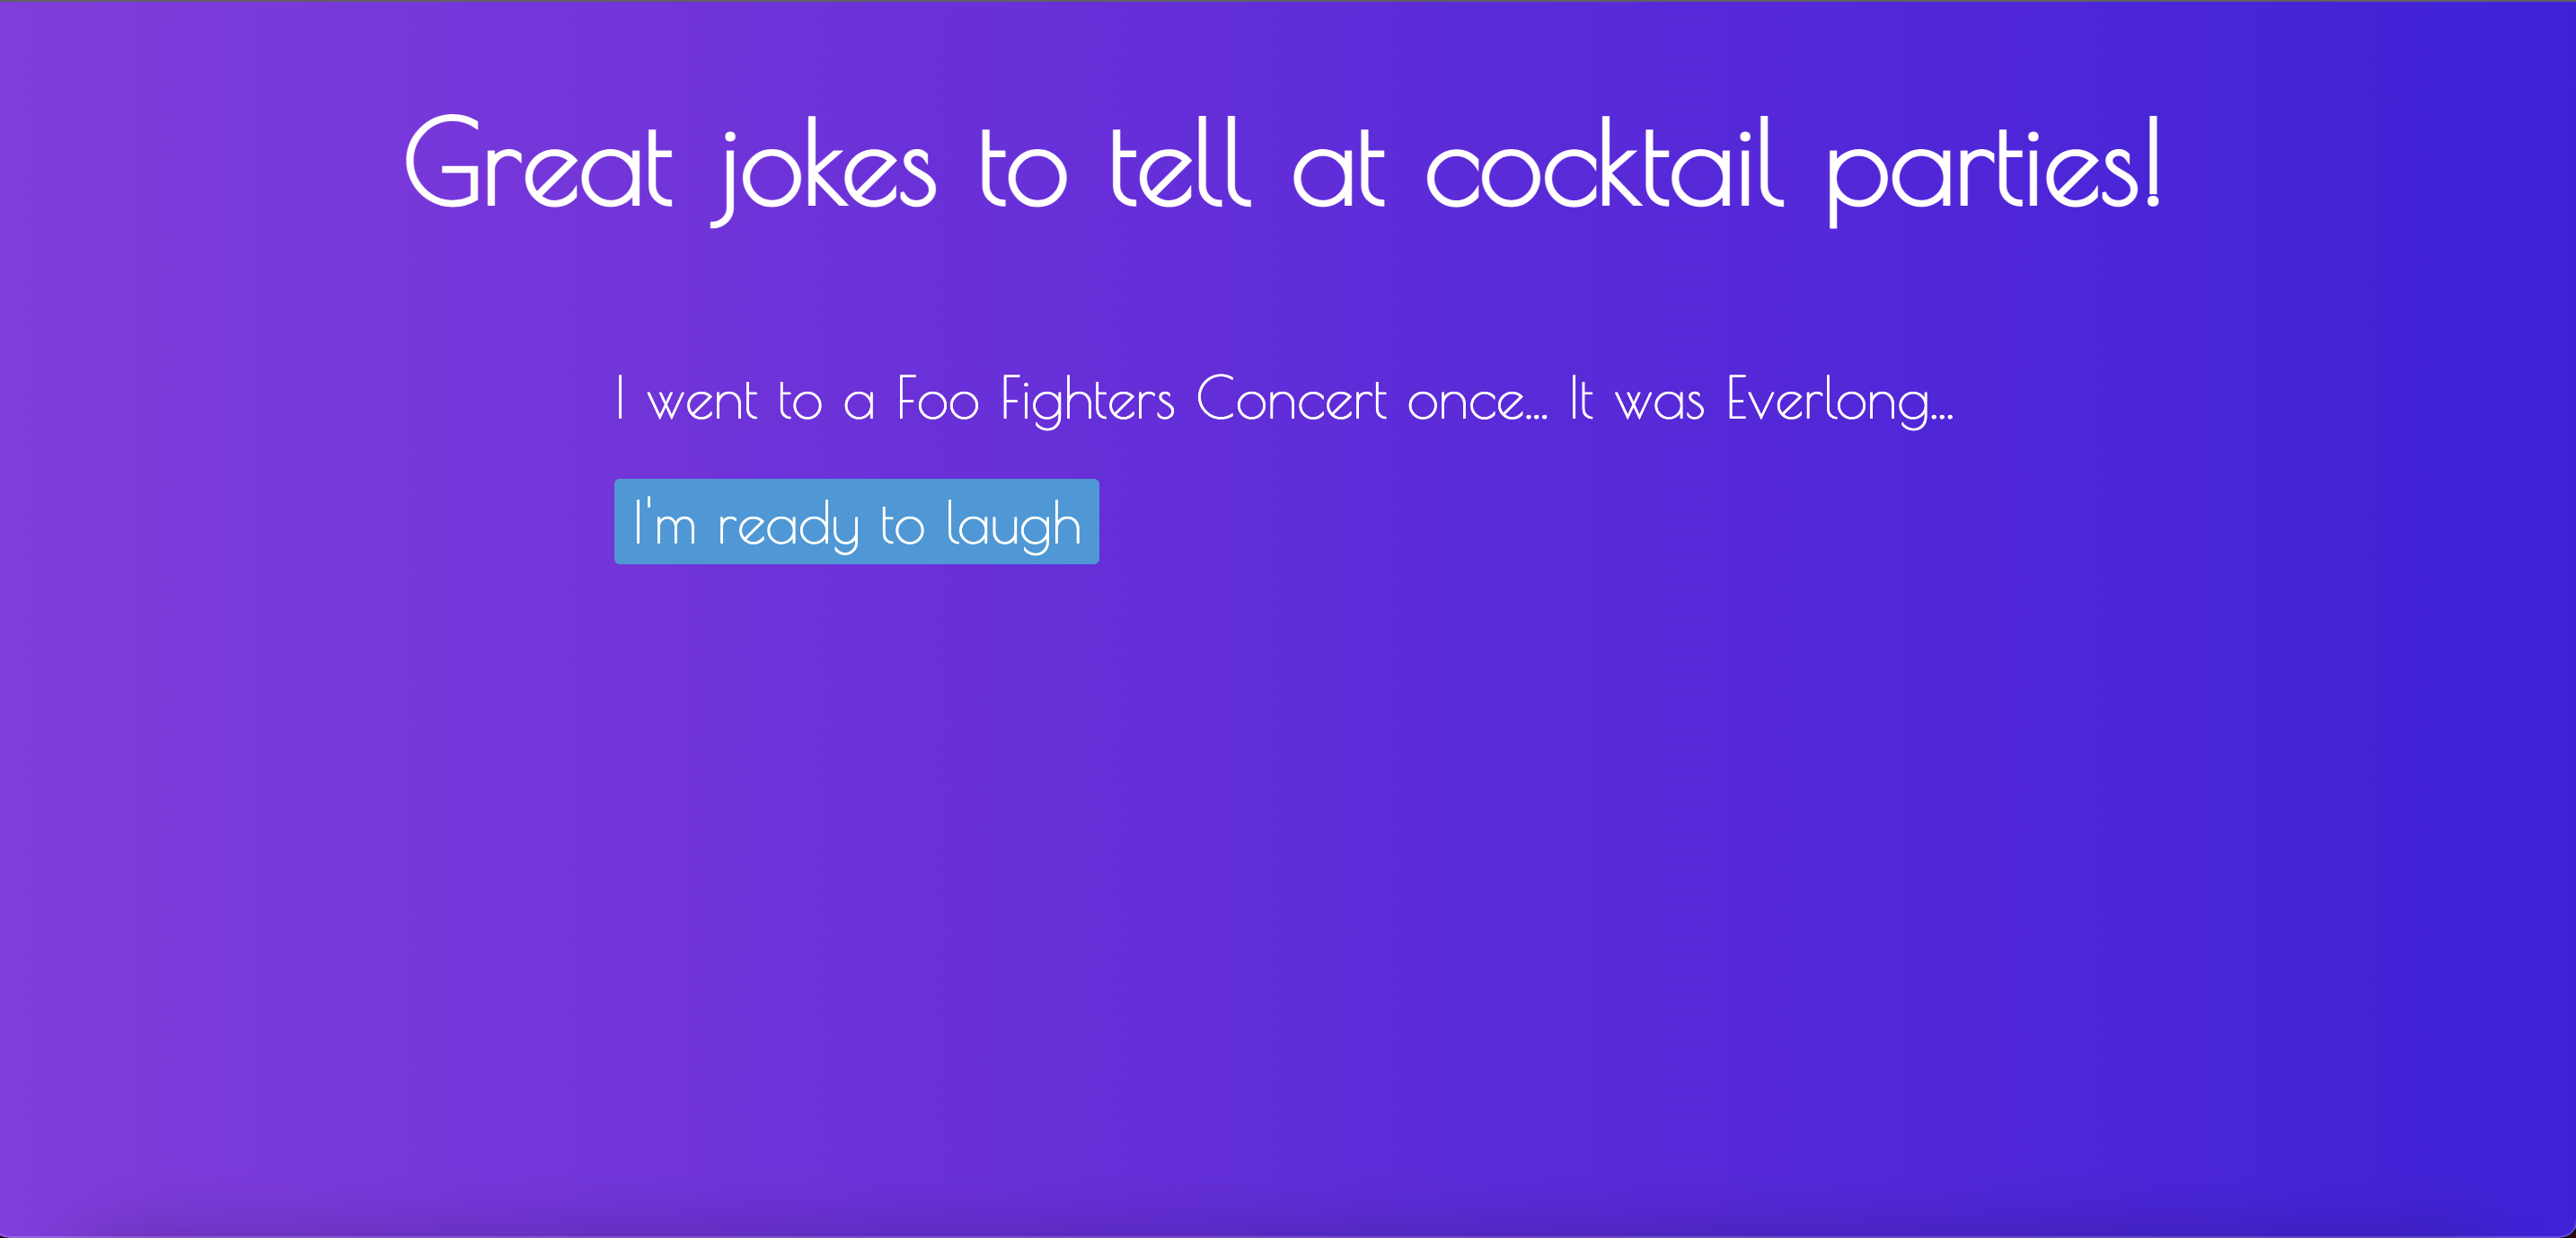 Great jokes to tell at cocktail parties!
I went to a Foo Fighters Concert once... It was Everlong...
I'm ready to laugh